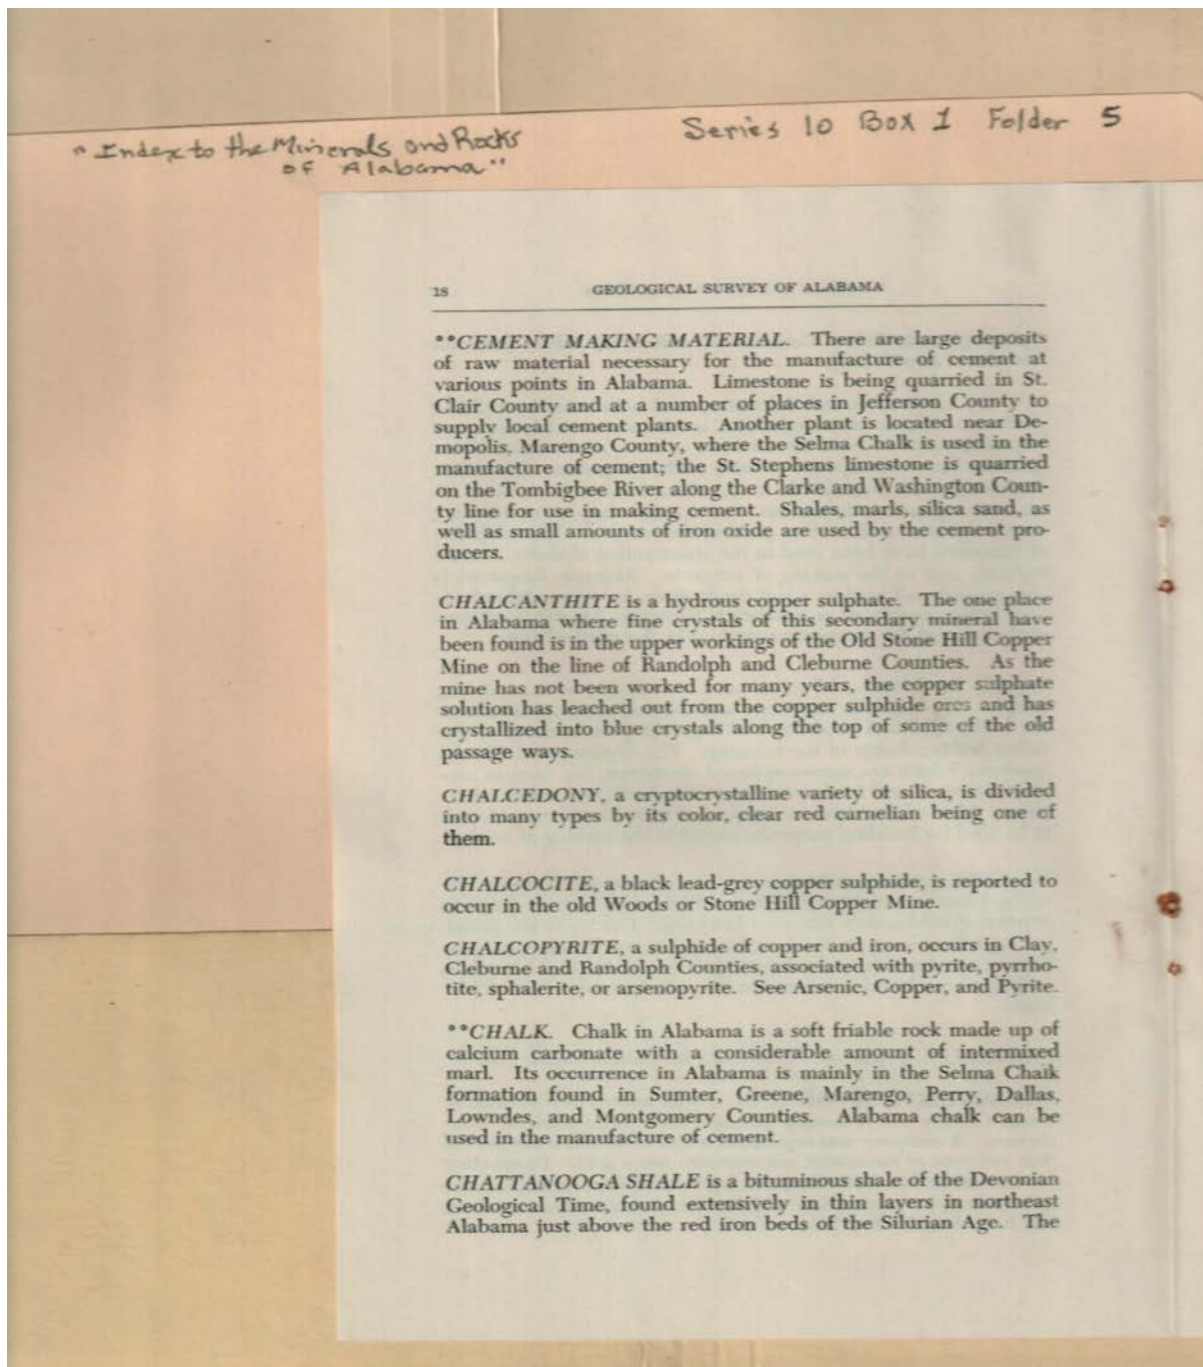 "Index to the Minerals and Rocks
of Alabama"
Series 10 Box 1 Folder 5
18
GEOLOGICAL SURVEY OF ALABAMA
**CEMENT MAKING MATERIAL. There are large deposits
of raw material necessary for the manufacture of cement at
various points in Alabama. Limestone is being quarried in St.
Clair County and at a number of places in Jefferson County to
supply local cement plants. Another plant is located near De-
mopolis, Marengo County, where the Selma Chalk is used in the
manufacture of cement; the St. Stephens limestone is quarried
on the Tombigbee River along the Clarke and Washington Coun-
ty line for use in making cement. Shales, marls, silica sand, as
well as small amounts of iron oxide are used by the cement pro-
ducers.
CHALCANTHITE is a hydrous copper sulphate. The one place
in Alabama where fine crystals of this secondary mineral have
been found is in the upper workings of the Old Stone Hill Copper
Mine on the line of Randolph and Cleburne Counties. As the
mine has not been worked for many years, the copper sulphate
solution has leached out from the copper sulphide ores and has
crystallized into blue crystals along the top of some of the old
passage ways.
CHALCEDONY, a cryptocrystalline variety of silica, is divided
into many types by its color, clear red carnelian being one of
them.
CHALCOCITE, a black lead-grey copper sulphide, is reported to
occur in the old Woods or Stone Hill Copper Mine.
CHALCOPYRITE, a sulphide of copper and iron, occurs in Clay,
Cleburne and Randolph Counties, associated with pyrite, pyrrho-
tite, sphalerite, or arsenopyrite. See Arsenic, Copper, and Pyrite.
**CHALK. Chalk in Alabama is a soft friable rock made up of
calcium carbonate with a considerable amount of intermixed
marl. Its occurrence in Alabama is mainly in the Selma Chalk
formation found in Sumter, Greene, Marengo, Perry, Dallas,
Lowndes, and Montgomery Counties. Alabama chalk can be
used in the manufacture of cement.
CHATTANOOGA SHALE is a bituminous shale of the Devonian
Geological Time, found extensively in thin layers in northeast
Alabama just above the red iron beds of the Silurian Age. The